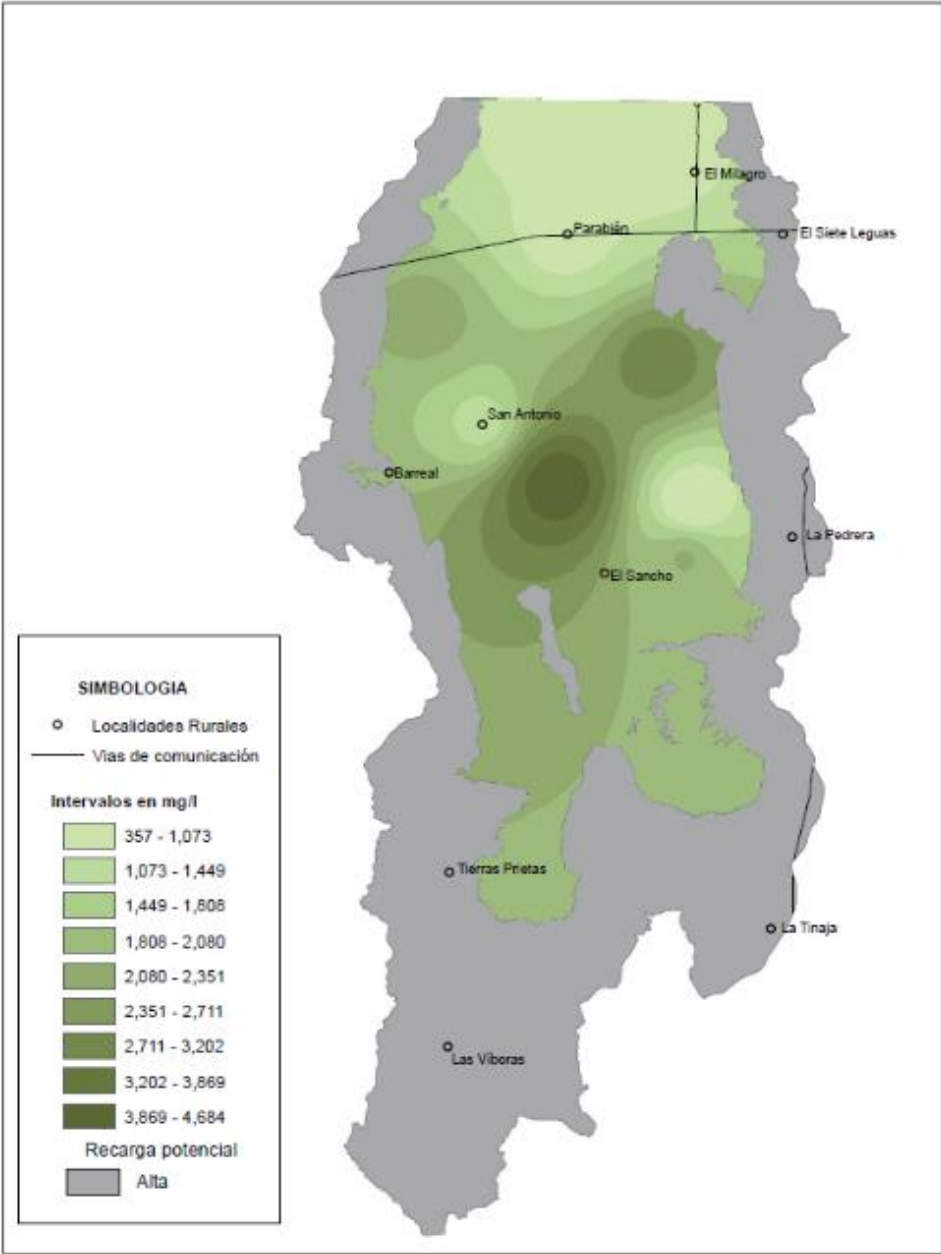 El Milagro
Parabién
El Siete Leguas
San Antonio
Barreal
La Pedrera
El Sancho
Tierras Prietas
La Tinaja
Las Víboras
SIMBOLOGIA
Localidades Rurales
Vias de comunicación
Intervalos en mg/l
357 - 1,073
1,073 - 1,449
1,449 - 1,808
1,808 - 2,080
2,080 - 2,351
2,351 - 2,711
2,711 - 3,202
3,202 - 3,869
3,869 - 4,684
Recarga potencial
Alta